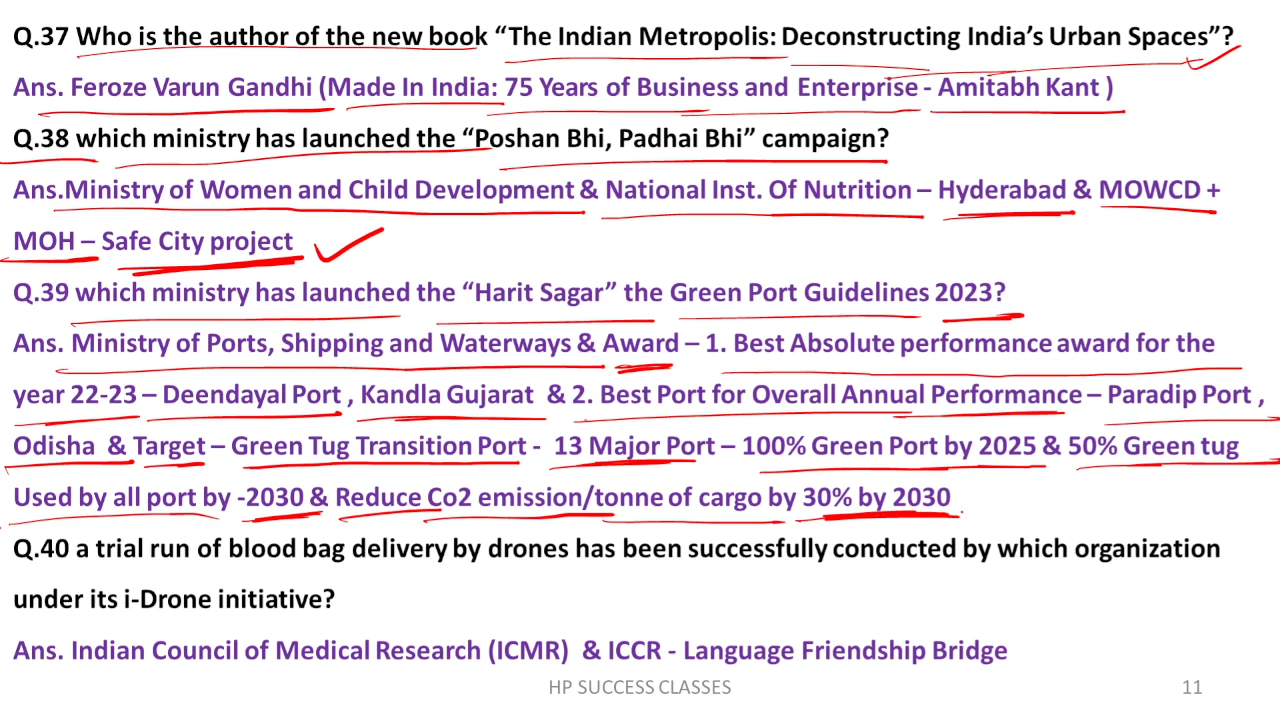 Q.37 Who is the author of the new book “The Indian Metropolis: Deconstructing India’s Urban Spaces”?
Ans. Feroze Varun Gandhi (Made In India: 75 Years of Business and Enterprise - Amitabh Kant )
Q.38 which ministry has launched the “Poshan Bhi, Padhai Bhi” campaign?
Ans.Ministry of Women and Child Development & National Inst. Of Nutrition – Hyderabad & MOWCD +
MOH – Safe City project
Q.39 which ministry has launched the “Harit Sagar” the Green Port Guidelines 2023?
Ans. Ministry of Ports, Shipping and Waterways & Award – 1. Best Absolute performance award for the
year 22-23 – Deendayal Port , Kandla Gujarat & 2. Best Port for Overall Annual Performance – Paradip Port ,
Odisha & Target – Green Tug Transition Port - 13 Major Port – 100% Green Port by 2025 & 50% Green tug
Used by all port by -2030 & Reduce Co2 emission/tonne of cargo by 30% by 2030
Q.40 a trial run of blood bag delivery by drones has been successfully conducted by which organization
under its i-Drone initiative?
Ans. Indian Council of Medical Research (ICMR) & ICCR - Language Friendship Bridge
HP SUCCESS CLASSES
11